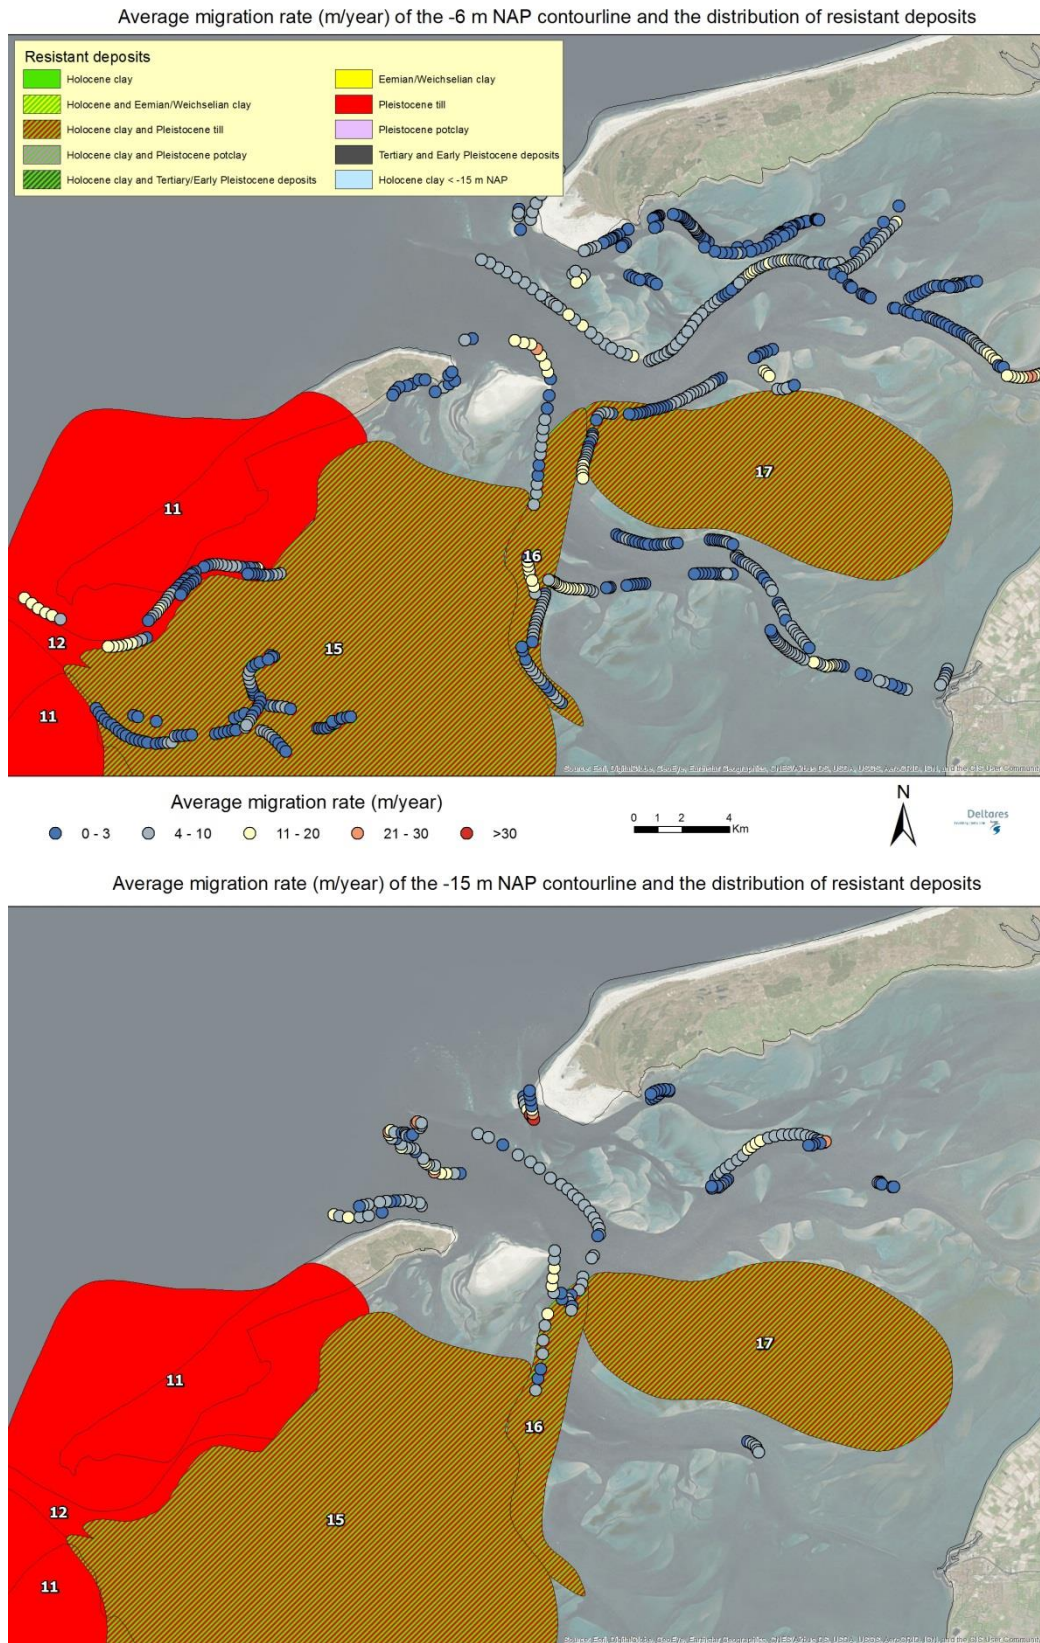 Average migration rate (m/year) of the -6 m NAP contourline and the distribution of resistant deposits
Resistant deposits
Holocene clay
Eemian/Weichselian clay
Holocene and Eemian/Weichselian clay
Pleistocene till
Holocene clay and Pleistocene till
Pleistocene potclay
Holocene clay and Pleistocene potclay
Tertiary and Early Pleistocene deposits
Holocene clay and Tertiary/Early Pleistocene deposits
Holocene clay < -15 m NAP
11
17
16
12
15
11
Average migration rate (m/year)
0 - 3
4 - 10
11 - 20
21 - 30
>30
0 1 2 4
Km
N
Deltares
Average migration rate (m/year) of the -15 m NAP contourline and the distribution of resistant deposits
17
11
16
12
15
11